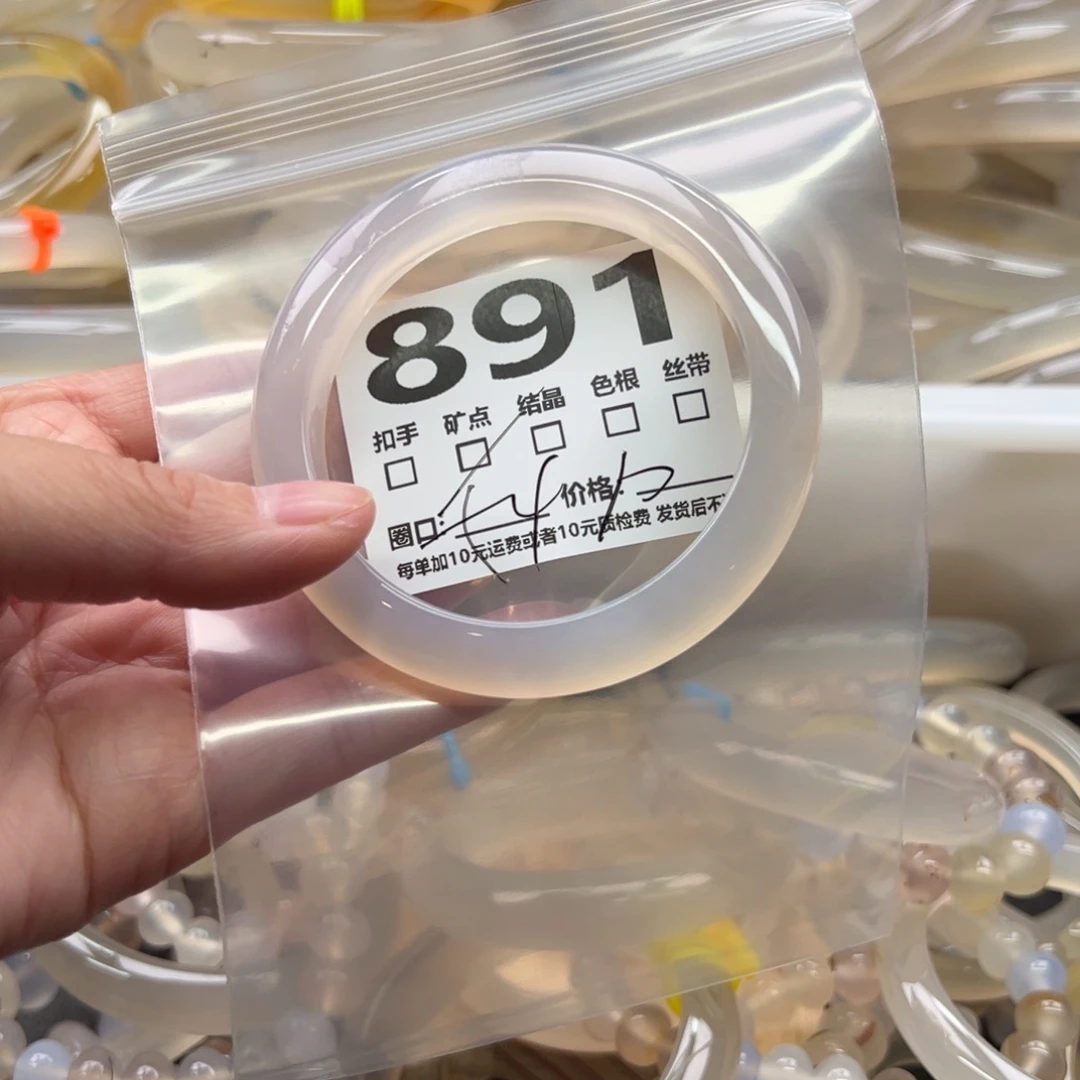 891
扣手 矿点 结晶 色根 丝带
圈口: 价格:
每单加10元运费或者10元质检费 发货后不